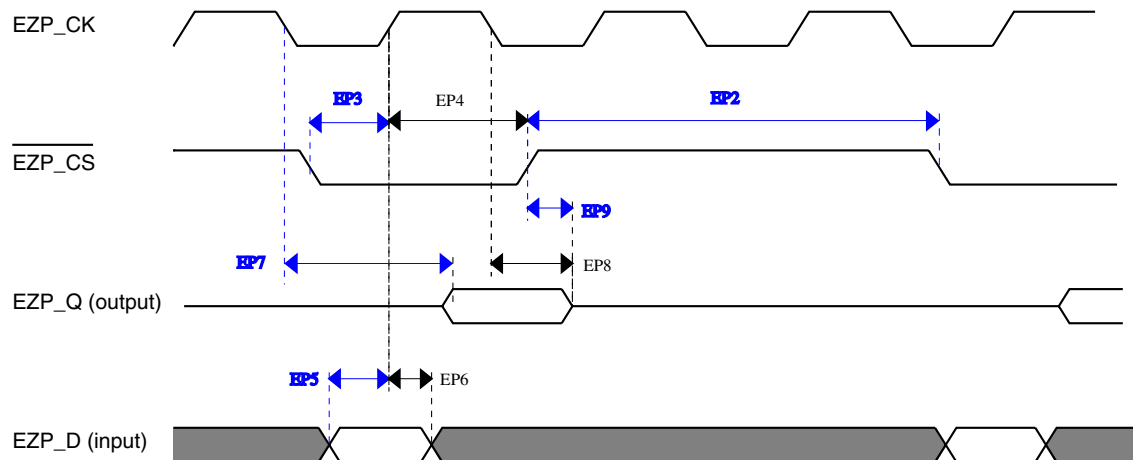 EZP_CK
EP3
EP4
EP2
EZP_CS
EP9
EP7
EP8
EZP_Q (output)
EP5
EP6
EZP_D (input)